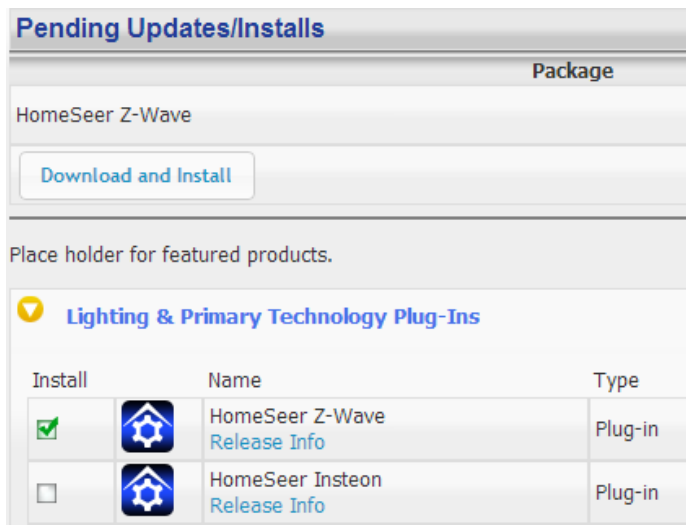 Pending Updates/Installs
Package
HomeSeer Z-Wave
Download and Install
Place holder for featured products.
Lighting & Primary Technology Plug-Ins
Install Name Type
HomeSeer Z-Wave
Release Info
Plug-in
HomeSeer Insteon
Release Info
Plug-in